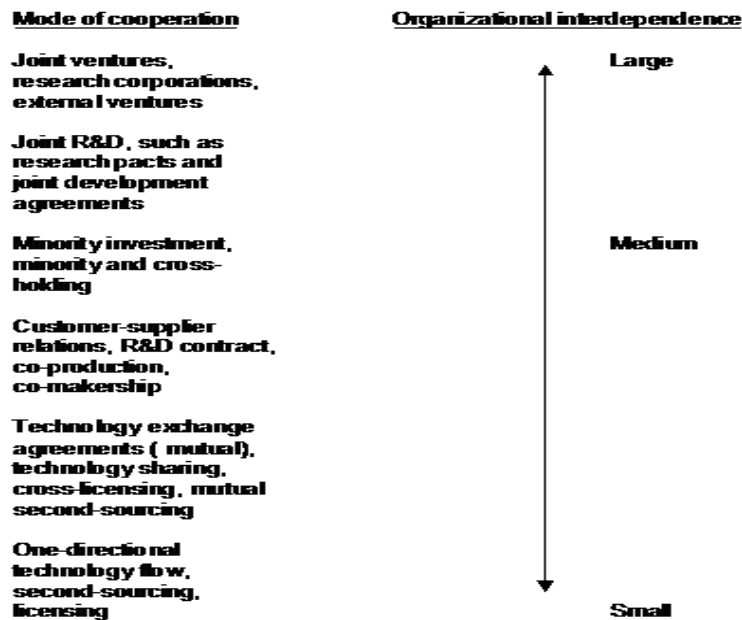 Mode of cooperation Organizational interdependence
Joint ventures, Large
research corporations,
external ventures
Joint R&D, such as
research pacts and
joint development
agreements
Minority investment, Medium
minority and cross-
holding
Customer-supplier
relations, R&D contract,
co-production,
co-makership
Technology exchange
agreements ( mutual),
technology sharing,
cross-licensing, mutual
second-sourcing
One-directional
technology flow,
second-sourcing,
licensing Small